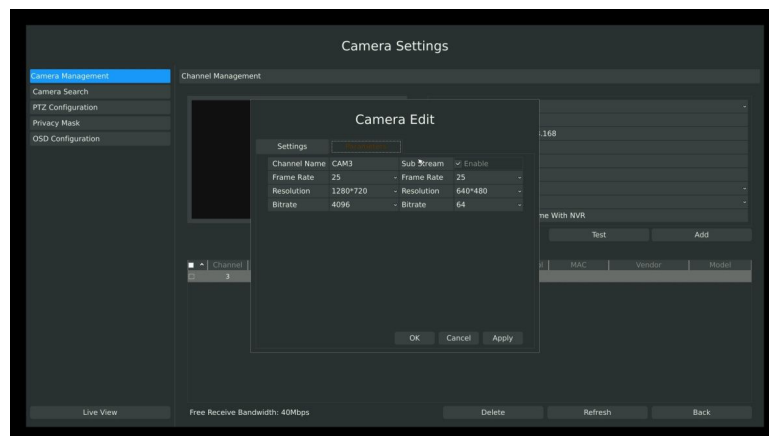 Camera Settings
Camera Management
Channel Management
Camera Search
PTZ Configuration
Privacy Mask
OSD Configuration
Camera Edit
.168
Settings
Channel Name CAM3 Sub Stream Enable
Frame Rate 25 Frame Rate 25
Resolution 1280*720 Resolution 640*480
Bitrate 4096 Bitrate 64
me With NVR
Test Add
Channel MAC Vendor Model
3
OK Cancel Apply
Live View Free Receive Bandwidth: 40Mbps Delete Refresh Back